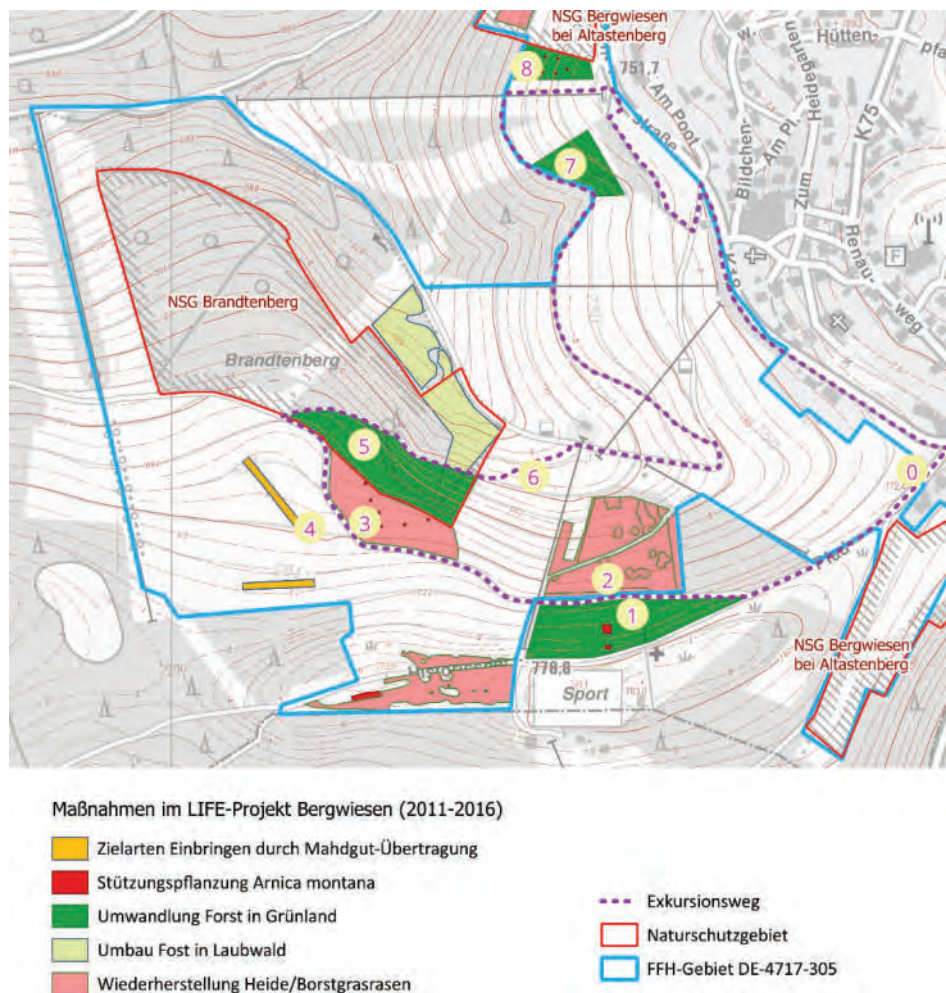 NSG Bergwiesen
bei Altastenberg
Hütten-
pfa
w.
8
751,7
Am Poot
Heidegarten
straße
Am Pl.
K75
Bildchen-
Zum
7
Renau-
weg
F
K18
NSG Brandtenberg
Brandtenberg
5
6
0
4
3
2
1
Pfad
NSG Bergwiesen
bei Altastenberg
778,8
Sport
Maßnahmen im LIFE-Projekt Bergwiesen (2011-2016)
Zielarten Einbringen durch Mahdgut-Übertragung
Stützungspflanzung Arnica montana
Umwandlung Forst in Grünland
Umbau Fost in Laubwald
Wiederherstellung Heide/Borstgrasrasen
Exkursionsweg
Naturschutzgebiet
FFH-Gebiet DE-4717-305